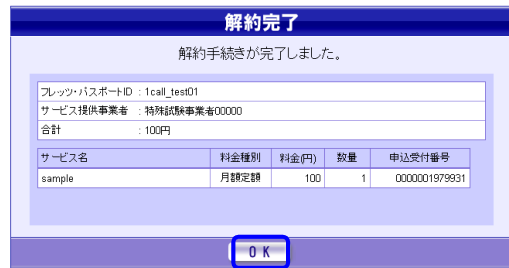 解約完了
解約手続きが完了しました。
フレッツ・パスポートID : 1call_test01
サービス提供事業者 : 特殊試験事業者00000
合計 : 100円
サービス名 料金種別 料金(円) 数量 申込受付番号
sample 月額定額 100 1 0000001979931
OK